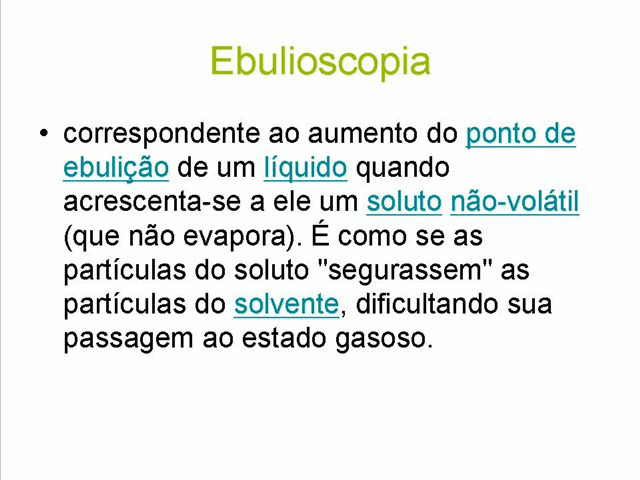 Ebulioscopia
• correspondente ao aumento do ponto de
ebulição de um líquido quando
acrescenta-se a ele um soluto não-volátil
(que não evapora). É como se as
partículas do soluto "segurassem" as
partículas do solvente, dificultando sua
passagem ao estado gasoso.